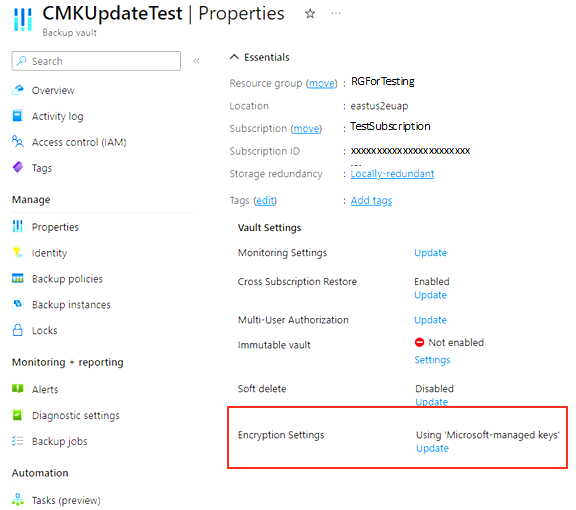 CMKUpdateTest | Properties ☆ ...
Backup vault
Search «
Overview
Activity log
Access control (IAM)
Tags
Manage
Properties
Identity
Backup policies
Backup instances
Locks
Monitoring + reporting
Alerts
Diagnostic settings
Backup jobs
Automation
Tasks (preview)
Essentials
Resource group (move) : RGForTesting
Location : eastus2euap
Subscription (move) : TestSubscription
Subscription ID : xxxxxxxxxxxxxxxxxxxxxxx
Storage redundancy : Locally-redundant
Tags (edit) : Add tags
Vault Settings
Monitoring Settings Update
Cross Subscription Restore Enabled
Update
Multi-User Authorization Update
Immutable vault Not enabled
Settings
Soft delete Disabled
Update
Encryption Settings Using 'Microsoft-managed keys'
Update